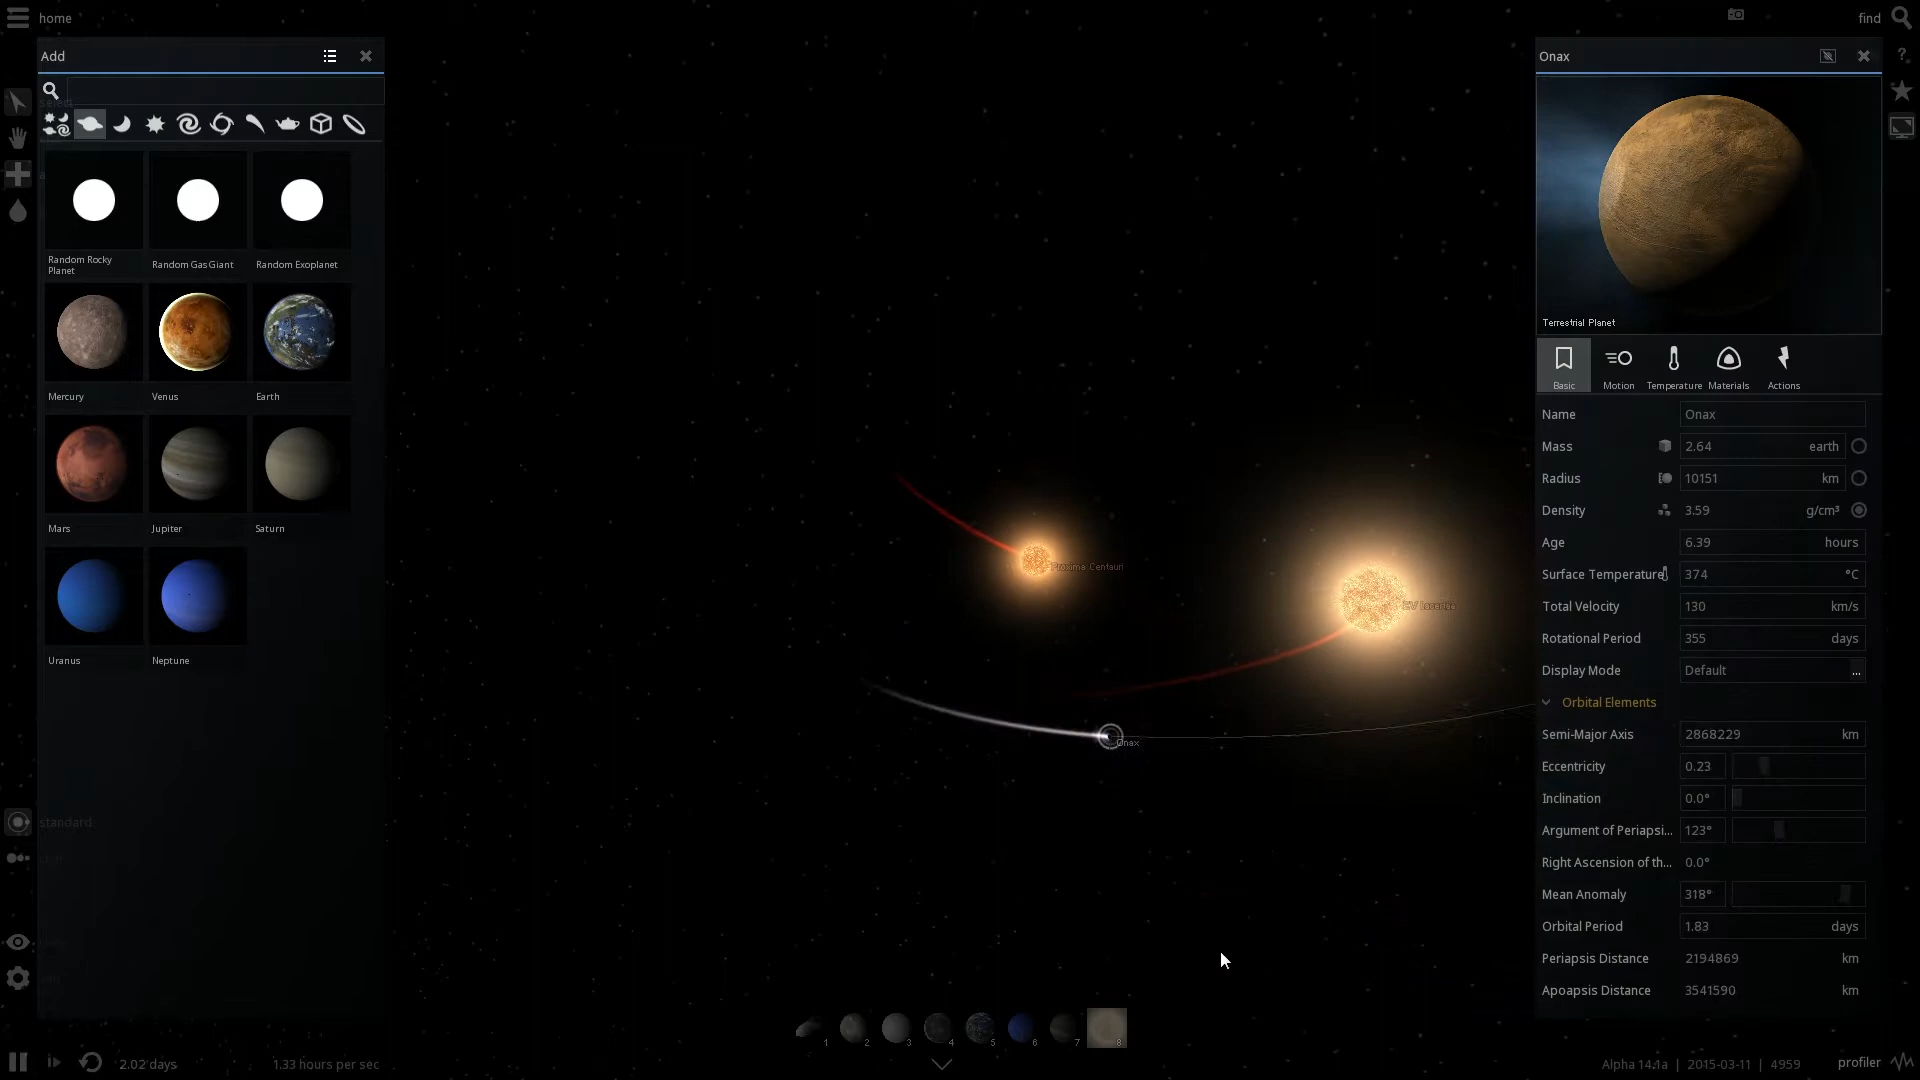 home
find
Add
select
Random Rocky
Planet
Random Gas Giant
Random Exoplanet
Mercury
Venus
Earth
Mars
Jupiter
Saturn
Uranus
Neptune
standard
Proxima Centauri
EV Lacertae
Onax
1
2
3
4
5
6
7
8
2.02 days
1.33 hours per sec
Onax
Terrestrial Planet
Basic
Motion
Temperature
Materials
Actions
Name Onax
Mass 2.64 earth
Radius 10151 km
Density 3.59 g/cm³
Age 6.39 hours
Surface Temperature 374 °C
Total Velocity 130 km/s
Rotational Period 355 days
Display Mode Default ...
Orbital Elements
Semi-Major Axis 2868229 km
Eccentricity 0.23
Inclination 0.0°
Argument of Periapsi... 123°
Right Ascension of th... 0.0°
Mean Anomaly 318°
Orbital Period 1.83 days
Periapsis Distance 2194869 km
Apoapsis Distance 3541590 km
Alpha 14.1a | 2015-03-11 | 4959
profiler